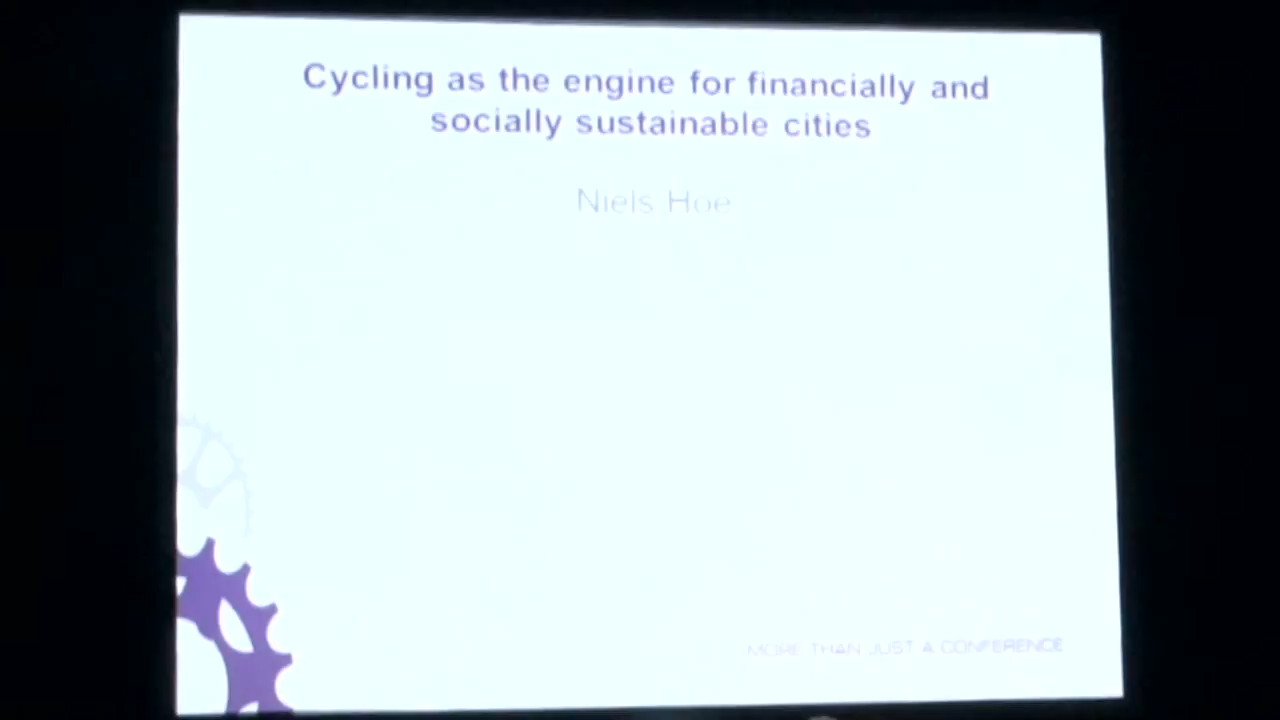 Cycling as the engine for financially and
socially sustainable cities
Niels Hoe
MORE THAN JUST A CONFERENCE